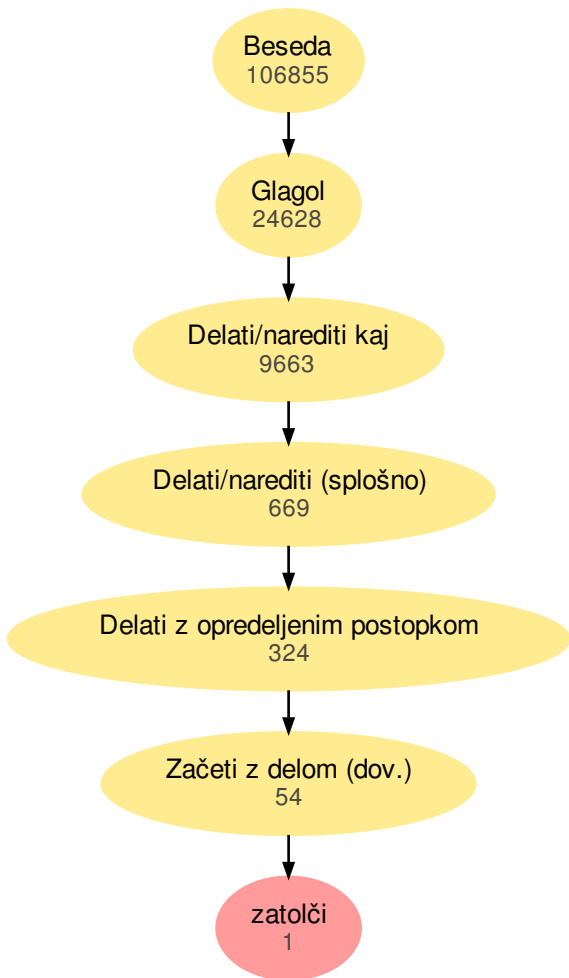 Beseda
106855
Glagol
24628
Delati/narediti kaj
9663
Delati/narediti (splošno)
669
Delati z opredeljenim postopkom
324
Začeti z delom (dov.)
54
zatolči
1